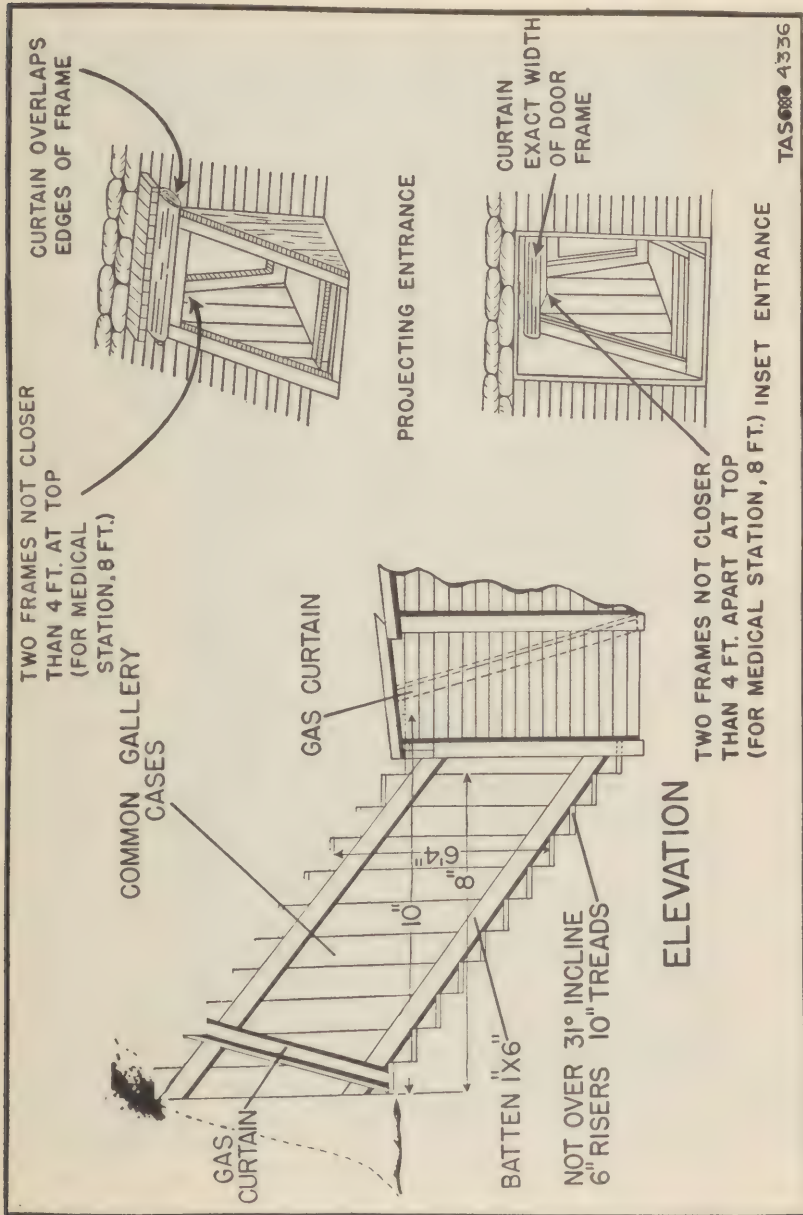 TWO FRAMES NOT CLOSER
THAN 4 FT. AT TOP
(FOR MEDICAL
STATION, 8 FT.)
CURTAIN OVERLAPS
EDGES OF FRAME
COMMON GALLERY
CASES
GAS CURTAIN
GAS
CURTAIN
10"
8"
6'4"
BATTEN 1"X6"
NOT OVER 31° INCLINE
6" RISERS 10" TREADS
ELEVATION
PROJECTING ENTRANCE
CURTAIN
EXACT WIDTH
OF DOOR
FRAME
TWO FRAMES NOT CLOSER
THAN 4 FT. APART AT TOP
(FOR MEDICAL STATION, 8 FT.)
INSET ENTRANCE
4336